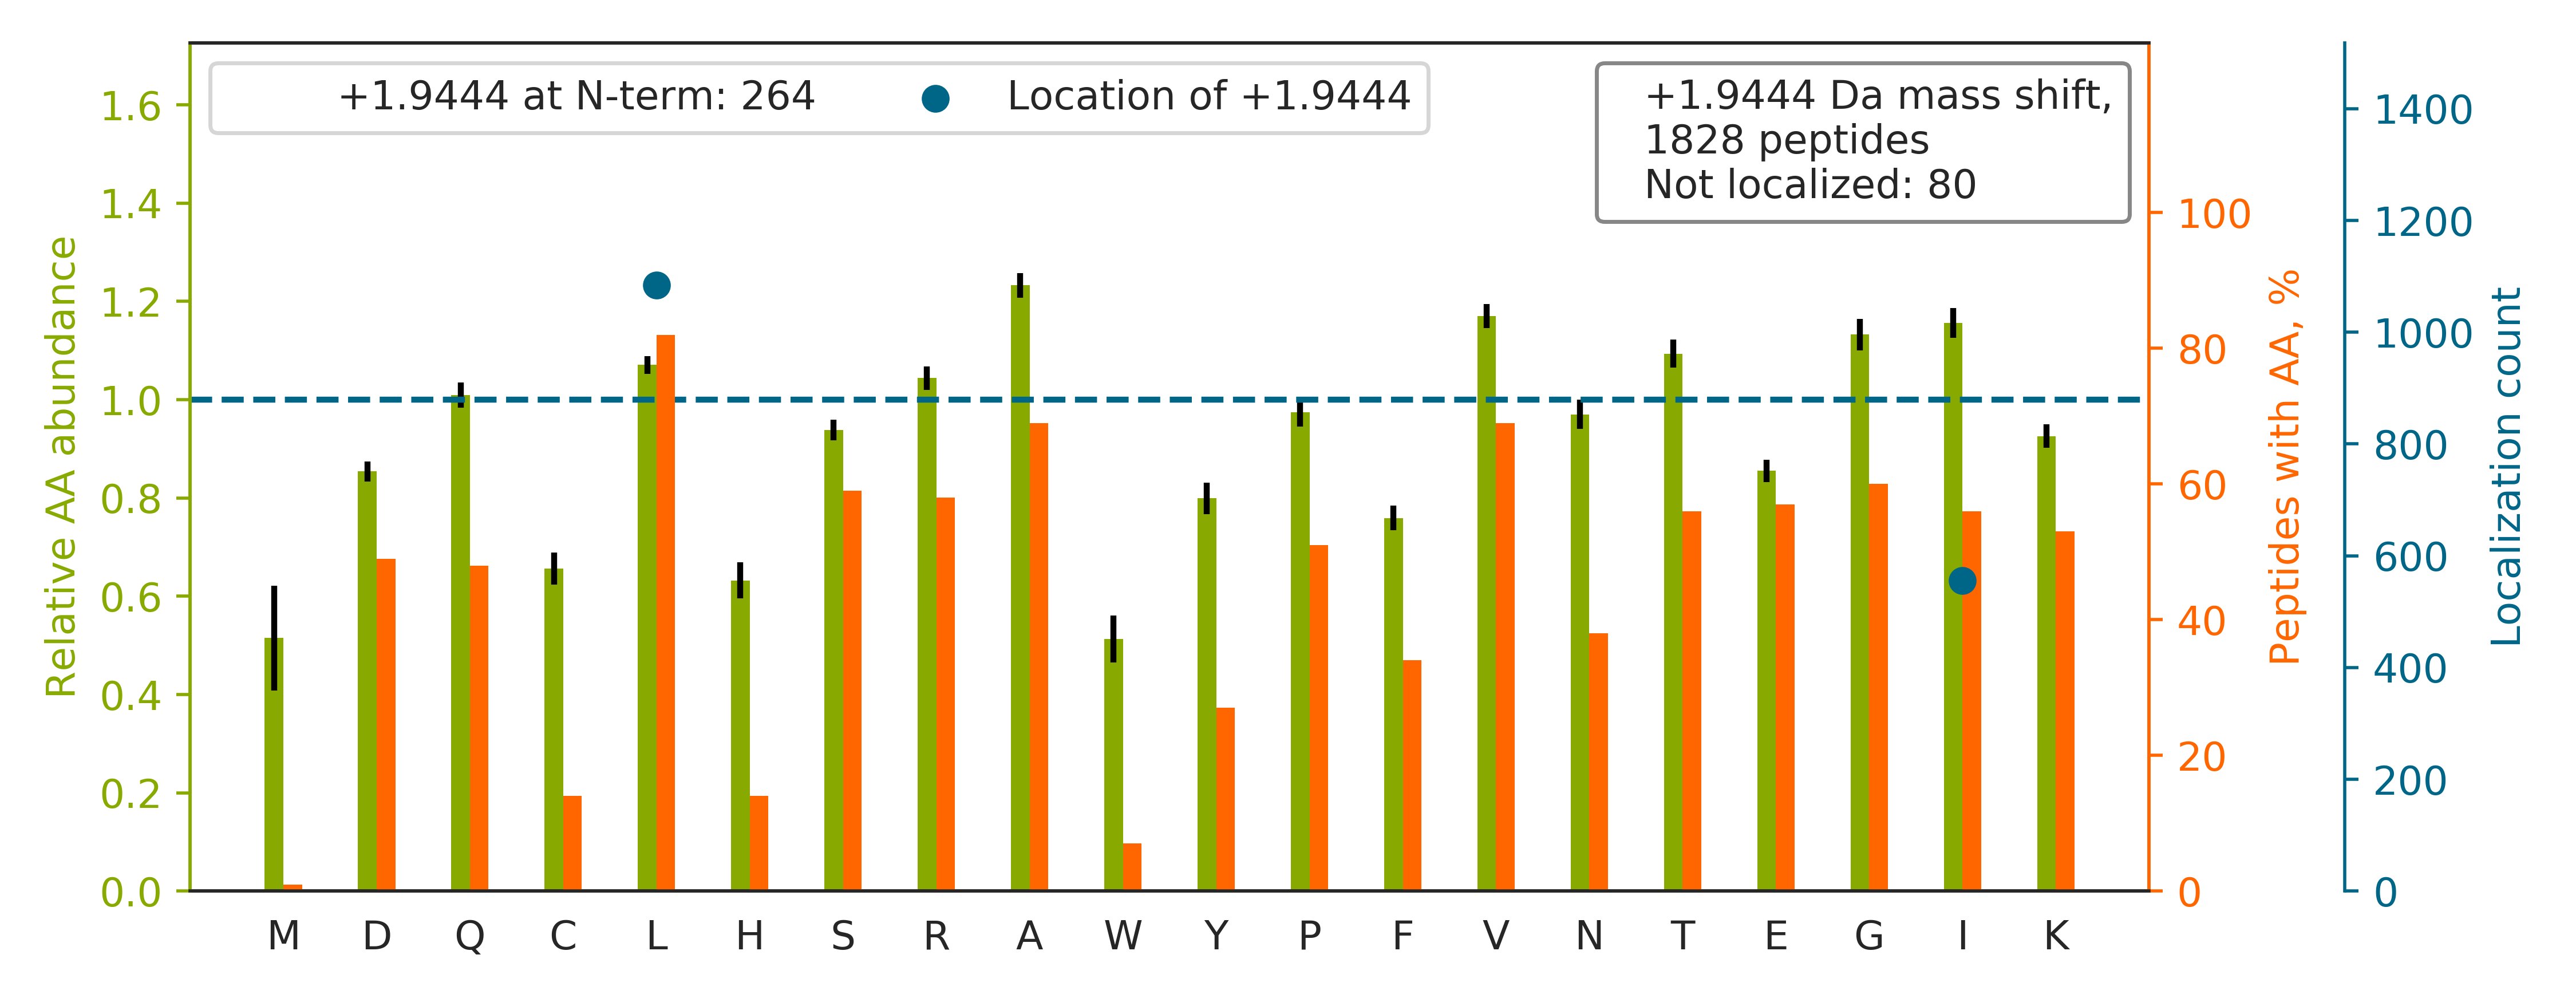 +1.9444 at N-term: 264
Location of +1.9444
+1.9444 Da mass shift,
1828 peptides
Not localized: 80
Relative AA abundance
1.6
1.4
1.2
1.0
0.8
0.6
0.4
0.2
0.0
M D Q C L H S R A W Y P F V N T E G I K
100
80
60
40
20
0
Peptides with AA, %
1400
1200
1000
800
600
400
200
0
Localization count